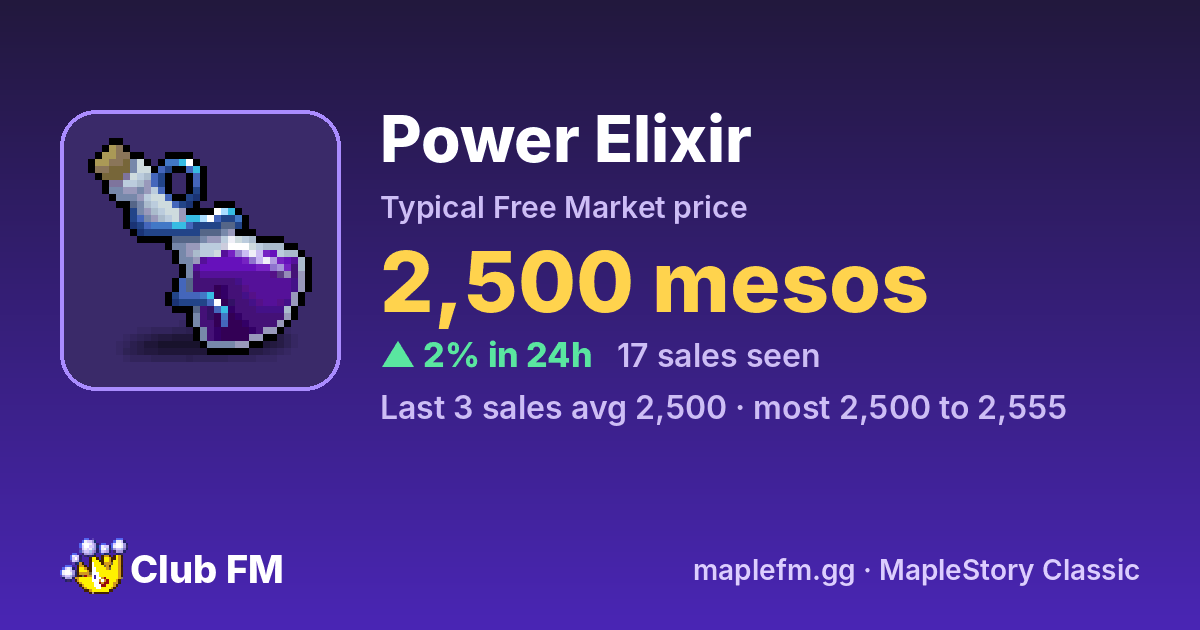 Power Elixir
Typical Free Market price
2,500 mesos
▲ 2% in 24h 17 sales seen
Last 3 sales avg 2,500 · most 2,500 to 2,555
Club FM
maplefm.gg · MapleStory Classic